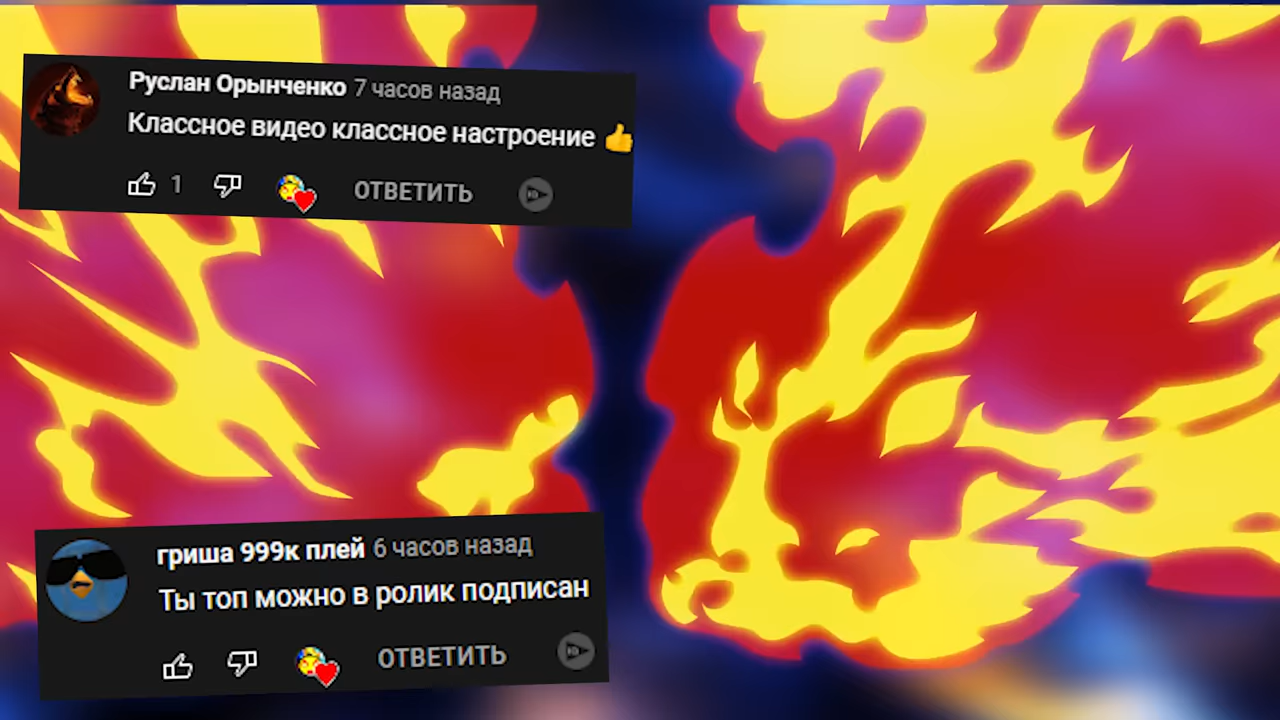 Руслан Орынченко 7 часов назад
Классное видео классное настроение 👍
1 ОТВЕТИТЬ
гриша 999к плей 6 часов назад
Ты топ можно в ролик подписан
ОТВЕТИТЬ